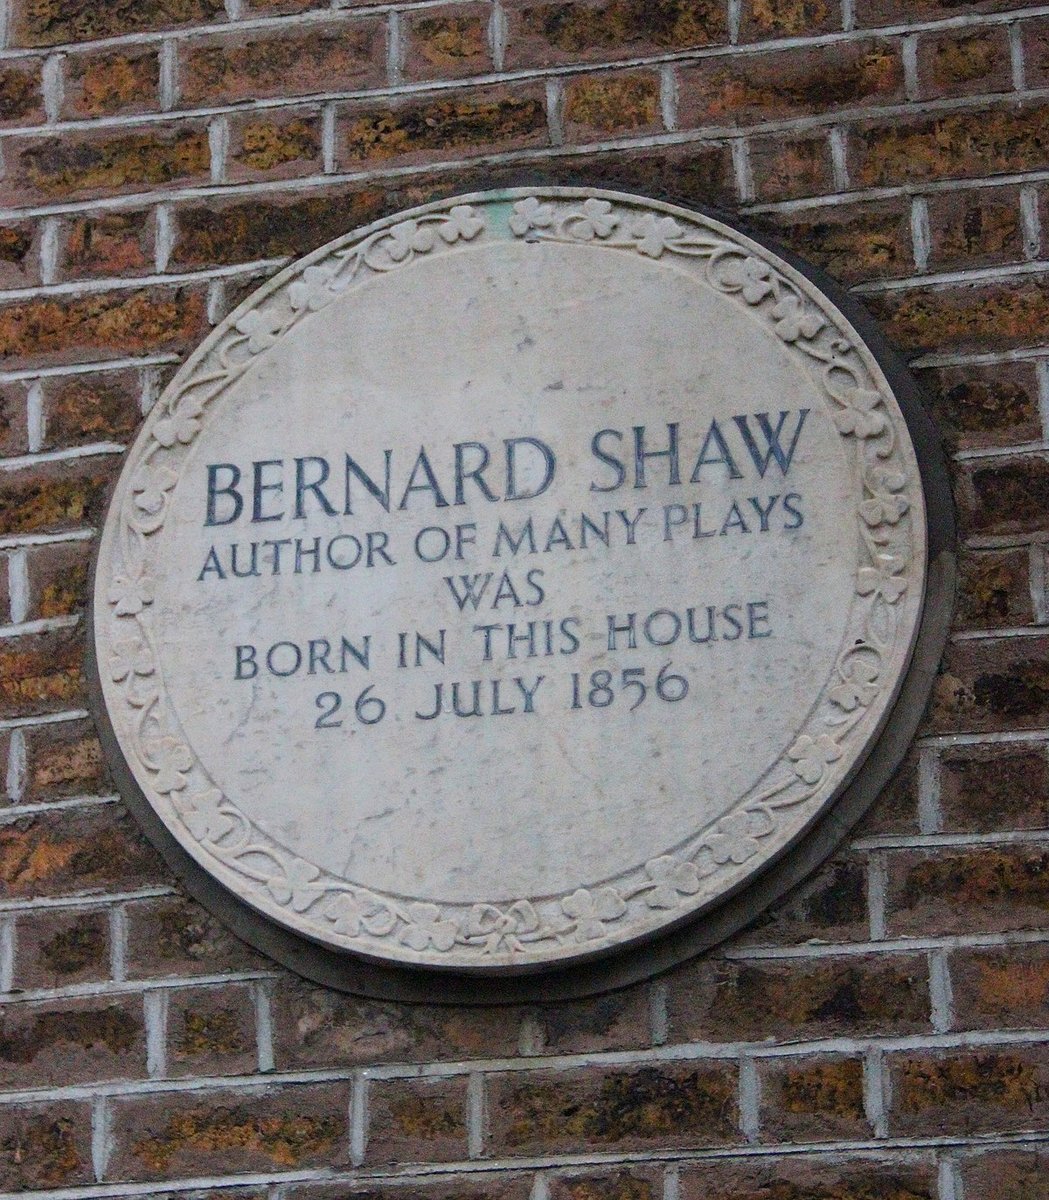 BERNARD SHAW
AUTHOR OF MANY PLAYS
WAS
BORN IN THIS HOUSE
26 JULY 1856